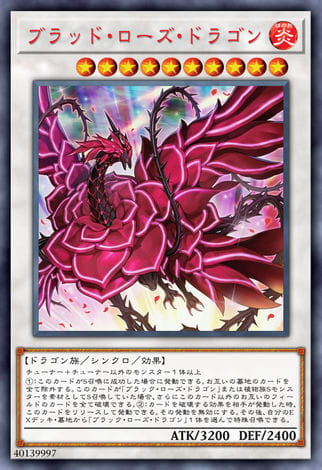 ブラッド・ローズ・ドラゴン
炎
ほのお
【ドラゴン族/シンクロ/効果】
チューナー+チューナー以外のモンスター1体以上
①:このカードがS召喚に成功した場合に発動できる。お互いの墓地のカードを
全て除外する。このカードが「ブラック・ローズ・ドラゴン」または植物族Sモンス
ターを素材としてS召喚している場合、さらにこのカード以外のお互いのフィー
ルドのカードを全て破壊できる。②:カードを破壊する効果を相手が発動した時、
このカードをリリースして発動できる。その発動を無効にする。その後、自分のE
Xデッキ・墓地から「ブラック・ローズ・ドラゴン」1体を選んで特殊召喚できる。
ATK/3200 DEF/2400
40139997